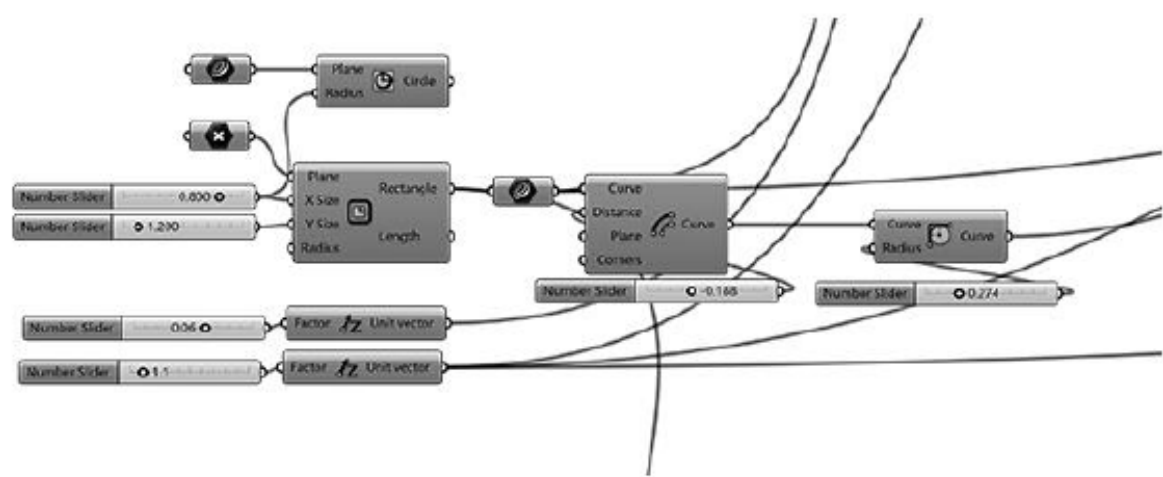 Plane
Radius
Circle
Plane
X Size
Y Size
Radius
Rectangle
Length
Number Slider 0.800
Number Slider 1.200
Curve
Distance
Plane
Corners
Curve
Number Slider -0.168
Curve
Radius
Curve
Number Slider 0.274
Number Slider 0.06
Factor Z Unit vector
Number Slider
Factor Z Unit vector